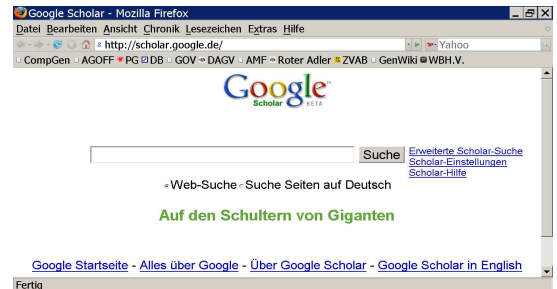 Google Scholar - Mozilla Firefox
Datei Bearbeiten Ansicht Chronik Lesezeichen Extras Hilfe
http://scholar.google.de/ Yahoo
CompGen AGOFF PG DB GOV DAGV AMF Roter Adler ZVAB GenWiki WBH.V.
Google
Scholar BETA
Suche
Erweiterte Scholar-Suche
Scholar-Einstellungen
Scholar-Hilfe
Web-Suche Suche Seiten auf Deutsch
Auf den Schultern von Giganten
Google Startseite - Alles über Google - Über Google Scholar - Google Scholar in English
Fertig